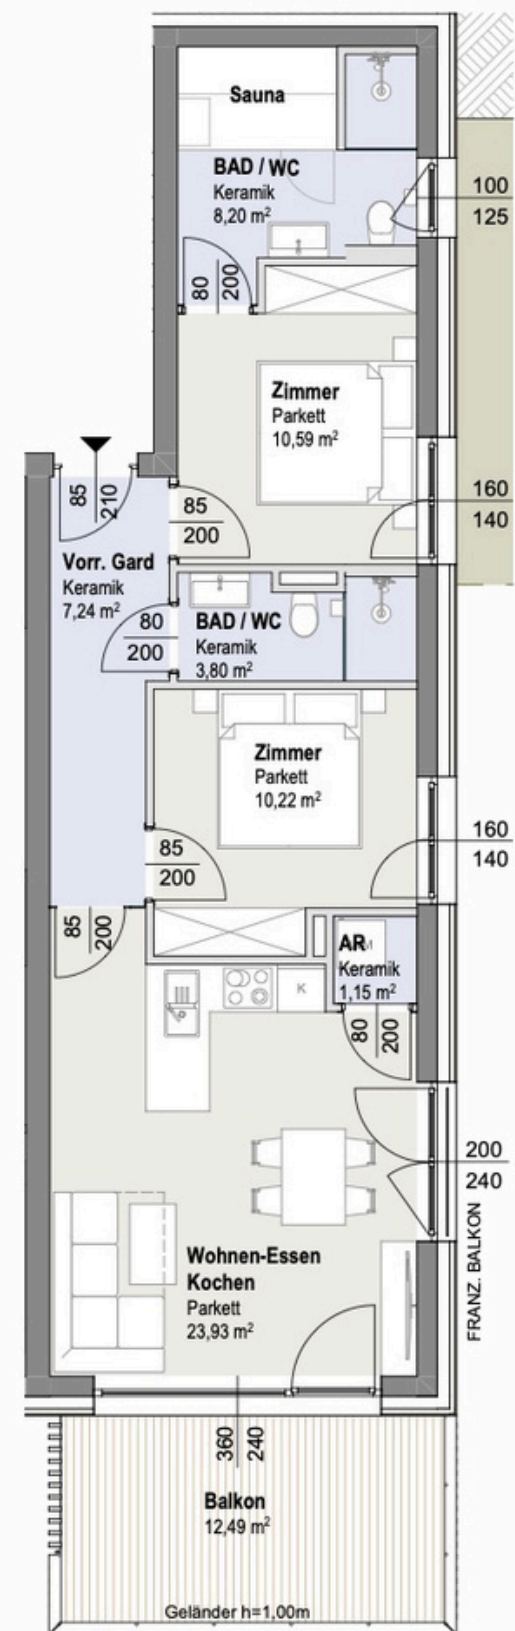 Sauna
BAD / WC
Keramik
8,20 m²
100
125
80
200
Zimmer
Parkett
10,59 m²
160
140
85
210
85
200
Vorr. Gard
Keramik
7,24 m²
80
200
BAD / WC
Keramik
3,80 m²
Zimmer
Parkett
10,22 m²
160
140
85
200
85
200
AR
Keramik
1,15 m²
K
80
200
200
240
FRANZ. BALKON
Wohnen-Essen
Kochen
Parkett
23,93 m²
360
240
Balkon
12,49 m²
Geländer h=1,00m